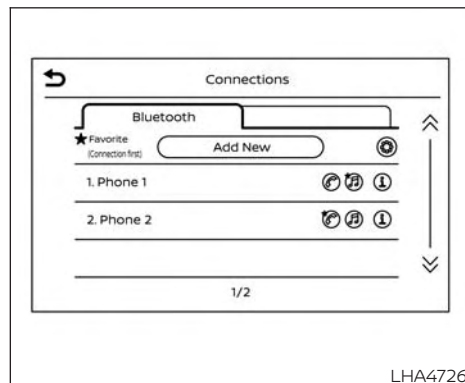 Connections
Bluetooth
★Favorite
(Connection first)
Add New
1. Phone 1
2. Phone 2
1/2
LHA4726